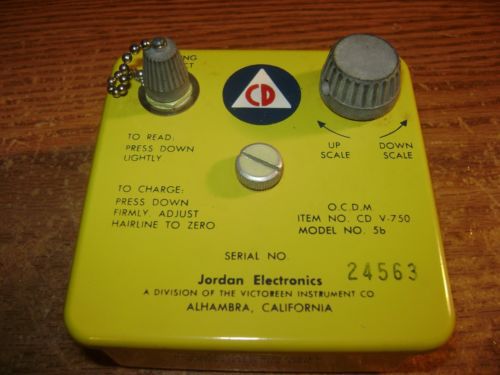 CD
UP
SCALE
DOWN
SCALE
TO READ:
PRESS DOWN
LIGHTLY
TO CHARGE:
PRESS DOWN
FIRMLY. ADJUST
HAIRLINE TO ZERO
O.C.D.M.
ITEM NO. CD V-750
MODEL NO. 5b
SERIAL NO.
24563
Jordan Electronics
A DIVISION OF THE VICTOREEN INSTRUMENT CO.
ALHAMBRA, CALIFORNIA